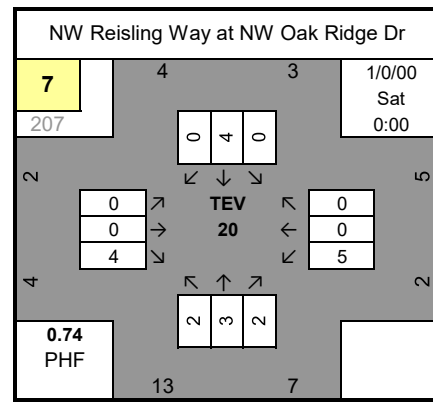 NW Reisling Way at NW Oak Ridge Dr
7
207
4
3
1/0/00
Sat
0:00
0 4 0
↙ ↓ ↘
2
5
0 ↗
0 →
4 ↘
TEV
20
↖ 0
← 0
↙ 5
4
2
↖ ↑ ↗
2 3 2
0.74
PHF
13
7